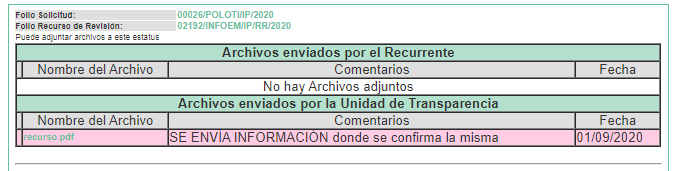 Folio Solicitud: 00026/POLOTI/IP/2020
Folio Recurso de Revisión: 02192/INFOEM/IP/RR/2020
Puede adjuntar archivos a este estatus
Archivos enviados por el Recurrente
Nombre del Archivo Comentarios Fecha
No hay Archivos adjuntos
Archivos enviados por la Unidad de Transparencia
Nombre del Archivo Comentarios Fecha
recurso.pdf SE ENVÍA INFORMACIÓN donde se confirma la misma 01/09/2020